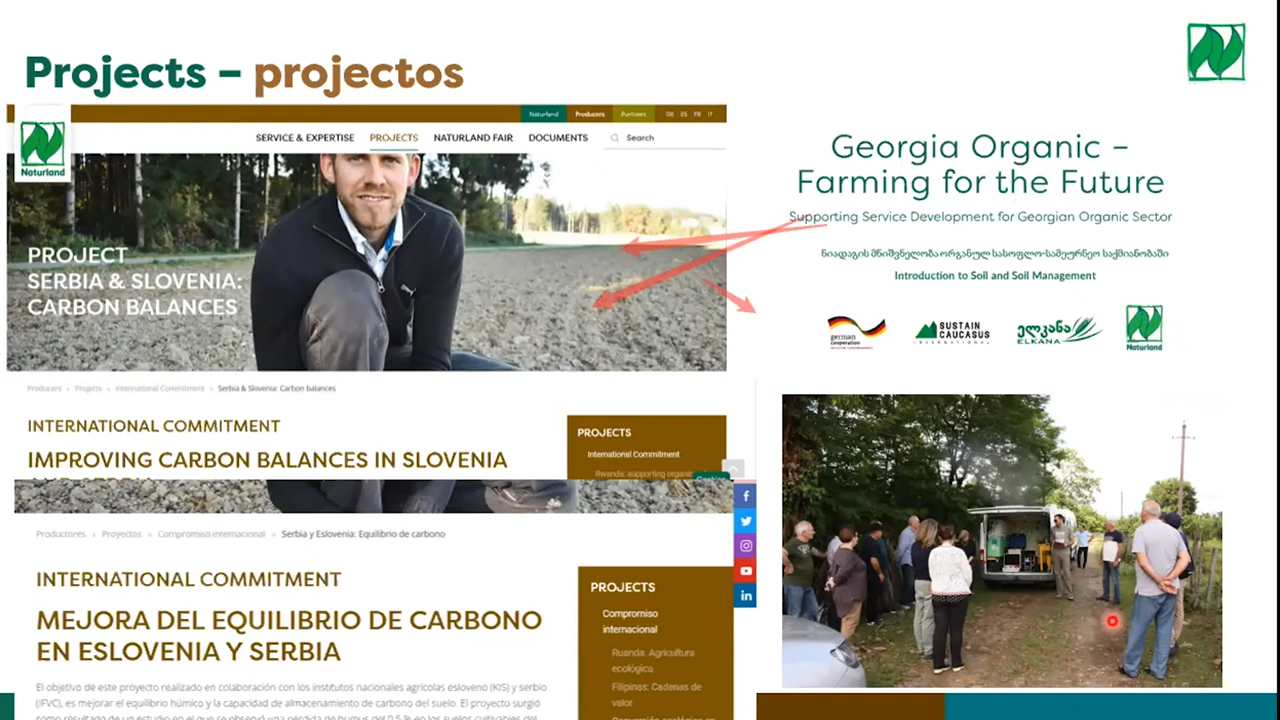 Projects – projectos
Naturland Producers Partners DE ES FR IT
SERVICE & EXPERTISE PROJECTS NATURLAND FAIR DOCUMENTS Search
Naturland
PROJECT
SERBIA & SLOVENIA:
CARBON BALANCES
Producers » Projects » International Commitment » Serbia & Slovenia: Carbon balances
INTERNATIONAL COMMITMENT
IMPROVING CARBON BALANCES IN SLOVENIA
PROJECTS
International Commitment
Rwanda: supporting organic
Productores » Proyectos » Compromiso internacional » Serbia y Eslovenia: Equilibrio de carbono
INTERNATIONAL COMMITMENT
MEJORA DEL EQUILIBRIO DE CARBONO
EN ESLOVENIA Y SERBIA
El objetivo de este proyecto realizado en colaboración con los institutos nacionales agrícolas esloveno (KIS) y serbio
(IFVC), es mejorar el equilibrio húmico y la capacidad de almacenamiento de carbono del suelo. El proyecto surgió
PROJECTS
Compromiso
internacional
Ruanda: Agricultura
ecológica
Filipinas: Cadenas de
valor
Georgia Organic –
Farming for the Future
Supporting Service Development for Georgian Organic Sector
ნიადაგის მნიშვნელობა ორგანულ სასოფლო-სამეურნეო საქმიანობაში
Introduction to Soil and Soil Management
german
cooperation
SUSTAIN
CAUCASUS
INTERNATIONAL
ელკანა
ELKANA
Naturland